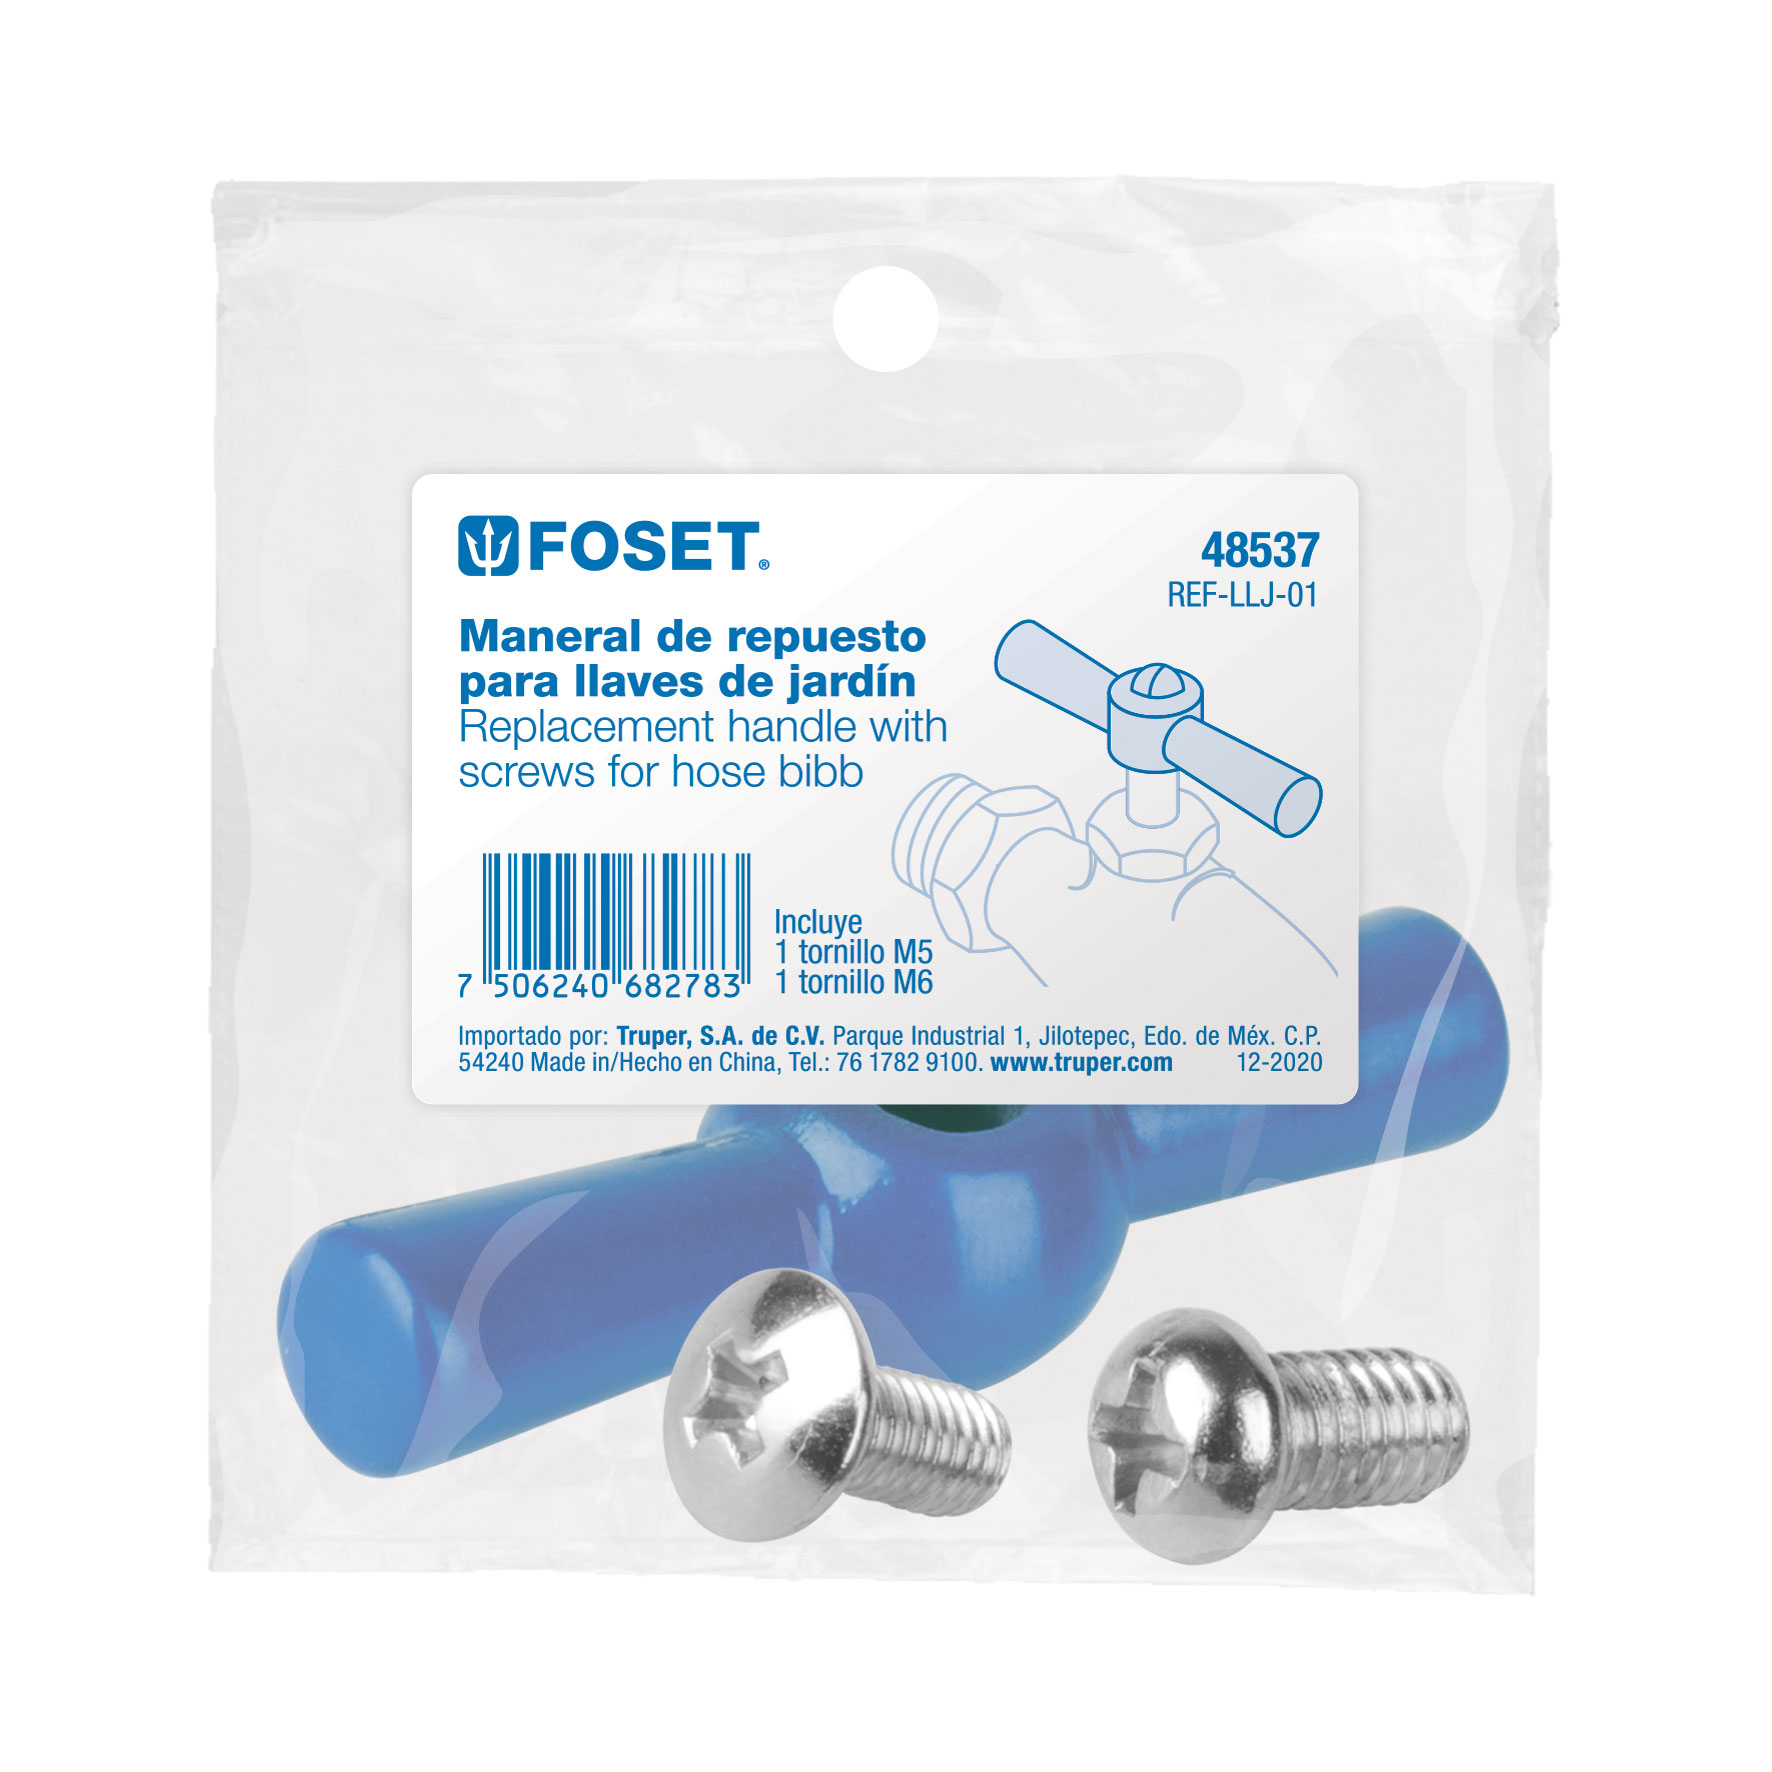 FOSET®
48537
REF-LLJ-01
Maneral de repuesto
para llaves de jardín
Replacement handle with
screws for hose bibb
Incluye
1 tornillo M5
1 tornillo M6
7 506240 682783
Importado por: Truper, S.A. de C.V. Parque Industrial 1, Jilotepec, Edo. de Méx. C.P.
54240 Made in/Hecho en China, Tel.: 76 1782 9100. www.truper.com 12-2020